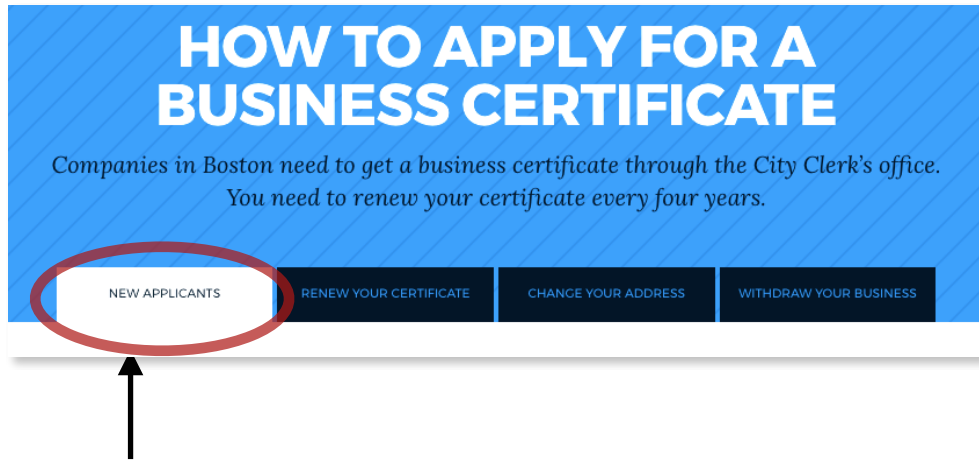 HOW TO APPLY FOR A
BUSINESS CERTIFICATE
Companies in Boston need to get a business certificate through the City Clerk's office.
You need to renew your certificate every four years.
NEW APPLICANTS
RENEW YOUR CERTIFICATE
CHANGE YOUR ADDRESS
WITHDRAW YOUR BUSINESS